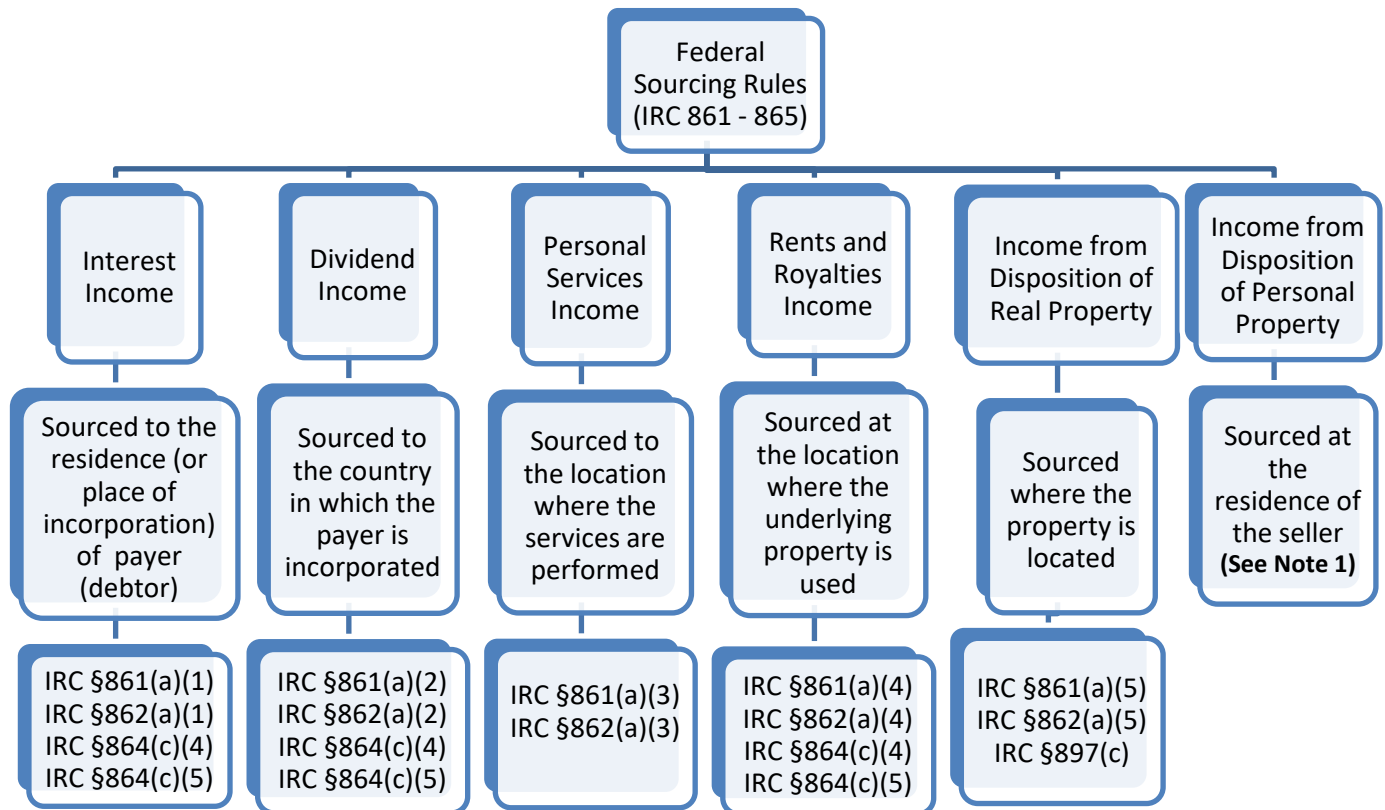 Federal
Sourcing Rules
(IRC 861 - 865)
Interest
Income
Dividend
Income
Personal
Services
Income
Rents and
Royalties
Income
Income from
Disposition of
Real Property
Income from
Disposition
of Personal
Property
Sourced to the
residence (or
place of
incorporation)
of payer
(debtor)
Sourced to
the country
in which the
payer is
incorporated
Sourced to
the location
where the
services are
performed
Sourced at
the location
where the
underlying
property is
used
Sourced
where the
property is
located
Sourced at
the
residence of
the seller
(See Note 1)
IRC §861(a)(1)
IRC §862(a)(1)
IRC §864(c)(4)
IRC §864(c)(5)
IRC §861(a)(2)
IRC §862(a)(2)
IRC §864(c)(4)
IRC §864(c)(5)
IRC §861(a)(3)
IRC §862(a)(3)
IRC §861(a)(4)
IRC §862(a)(4)
IRC §864(c)(4)
IRC §864(c)(5)
IRC §861(a)(5)
IRC §862(a)(5)
IRC §897(c)